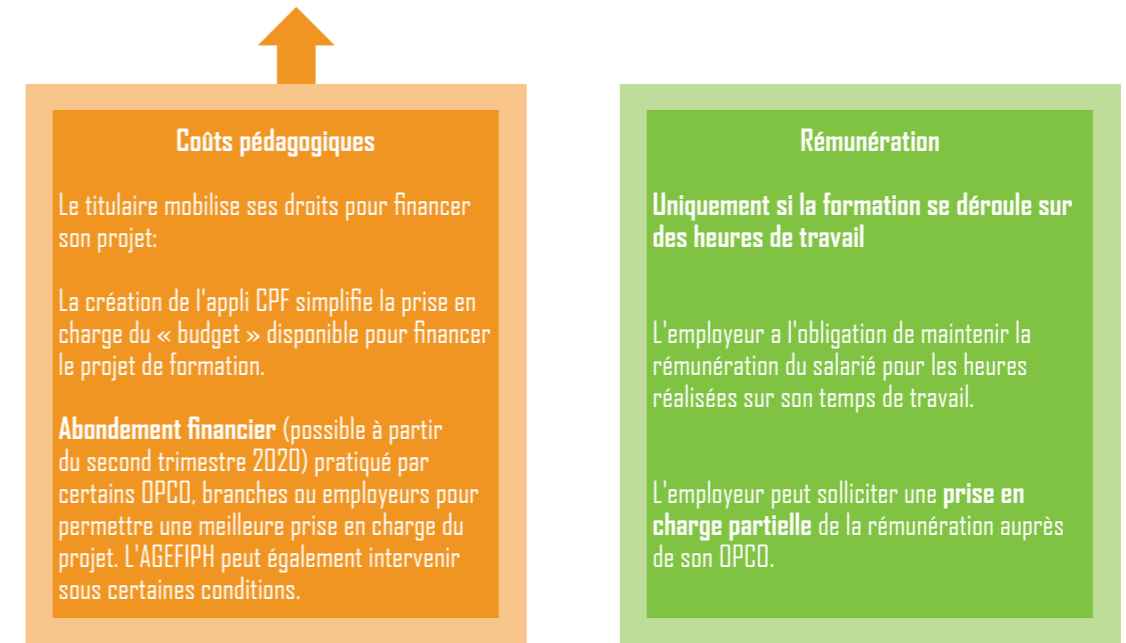 Coûts pédagogiques
Le titulaire mobilise ses droits pour financer
son projet:
La création de l'appli CPF simplifie la prise en
charge du « budget » disponible pour financer
le projet de formation.
Abondement financier (possible à partir
du second trimestre 2020) pratiqué par
certains OPCO, branches ou employeurs pour
permettre une meilleure prise en charge du
projet. L'AGEFIPH peut également intervenir
sous certaines conditions.
Rémunération
Uniquement si la formation se déroule sur
des heures de travail
L'employeur a l'obligation de maintenir la
rémunération du salarié pour les heures
réalisées sur son temps de travail.
L'employeur peut solliciter une prise en
charge partielle de la rémunération auprès
de son OPCO.